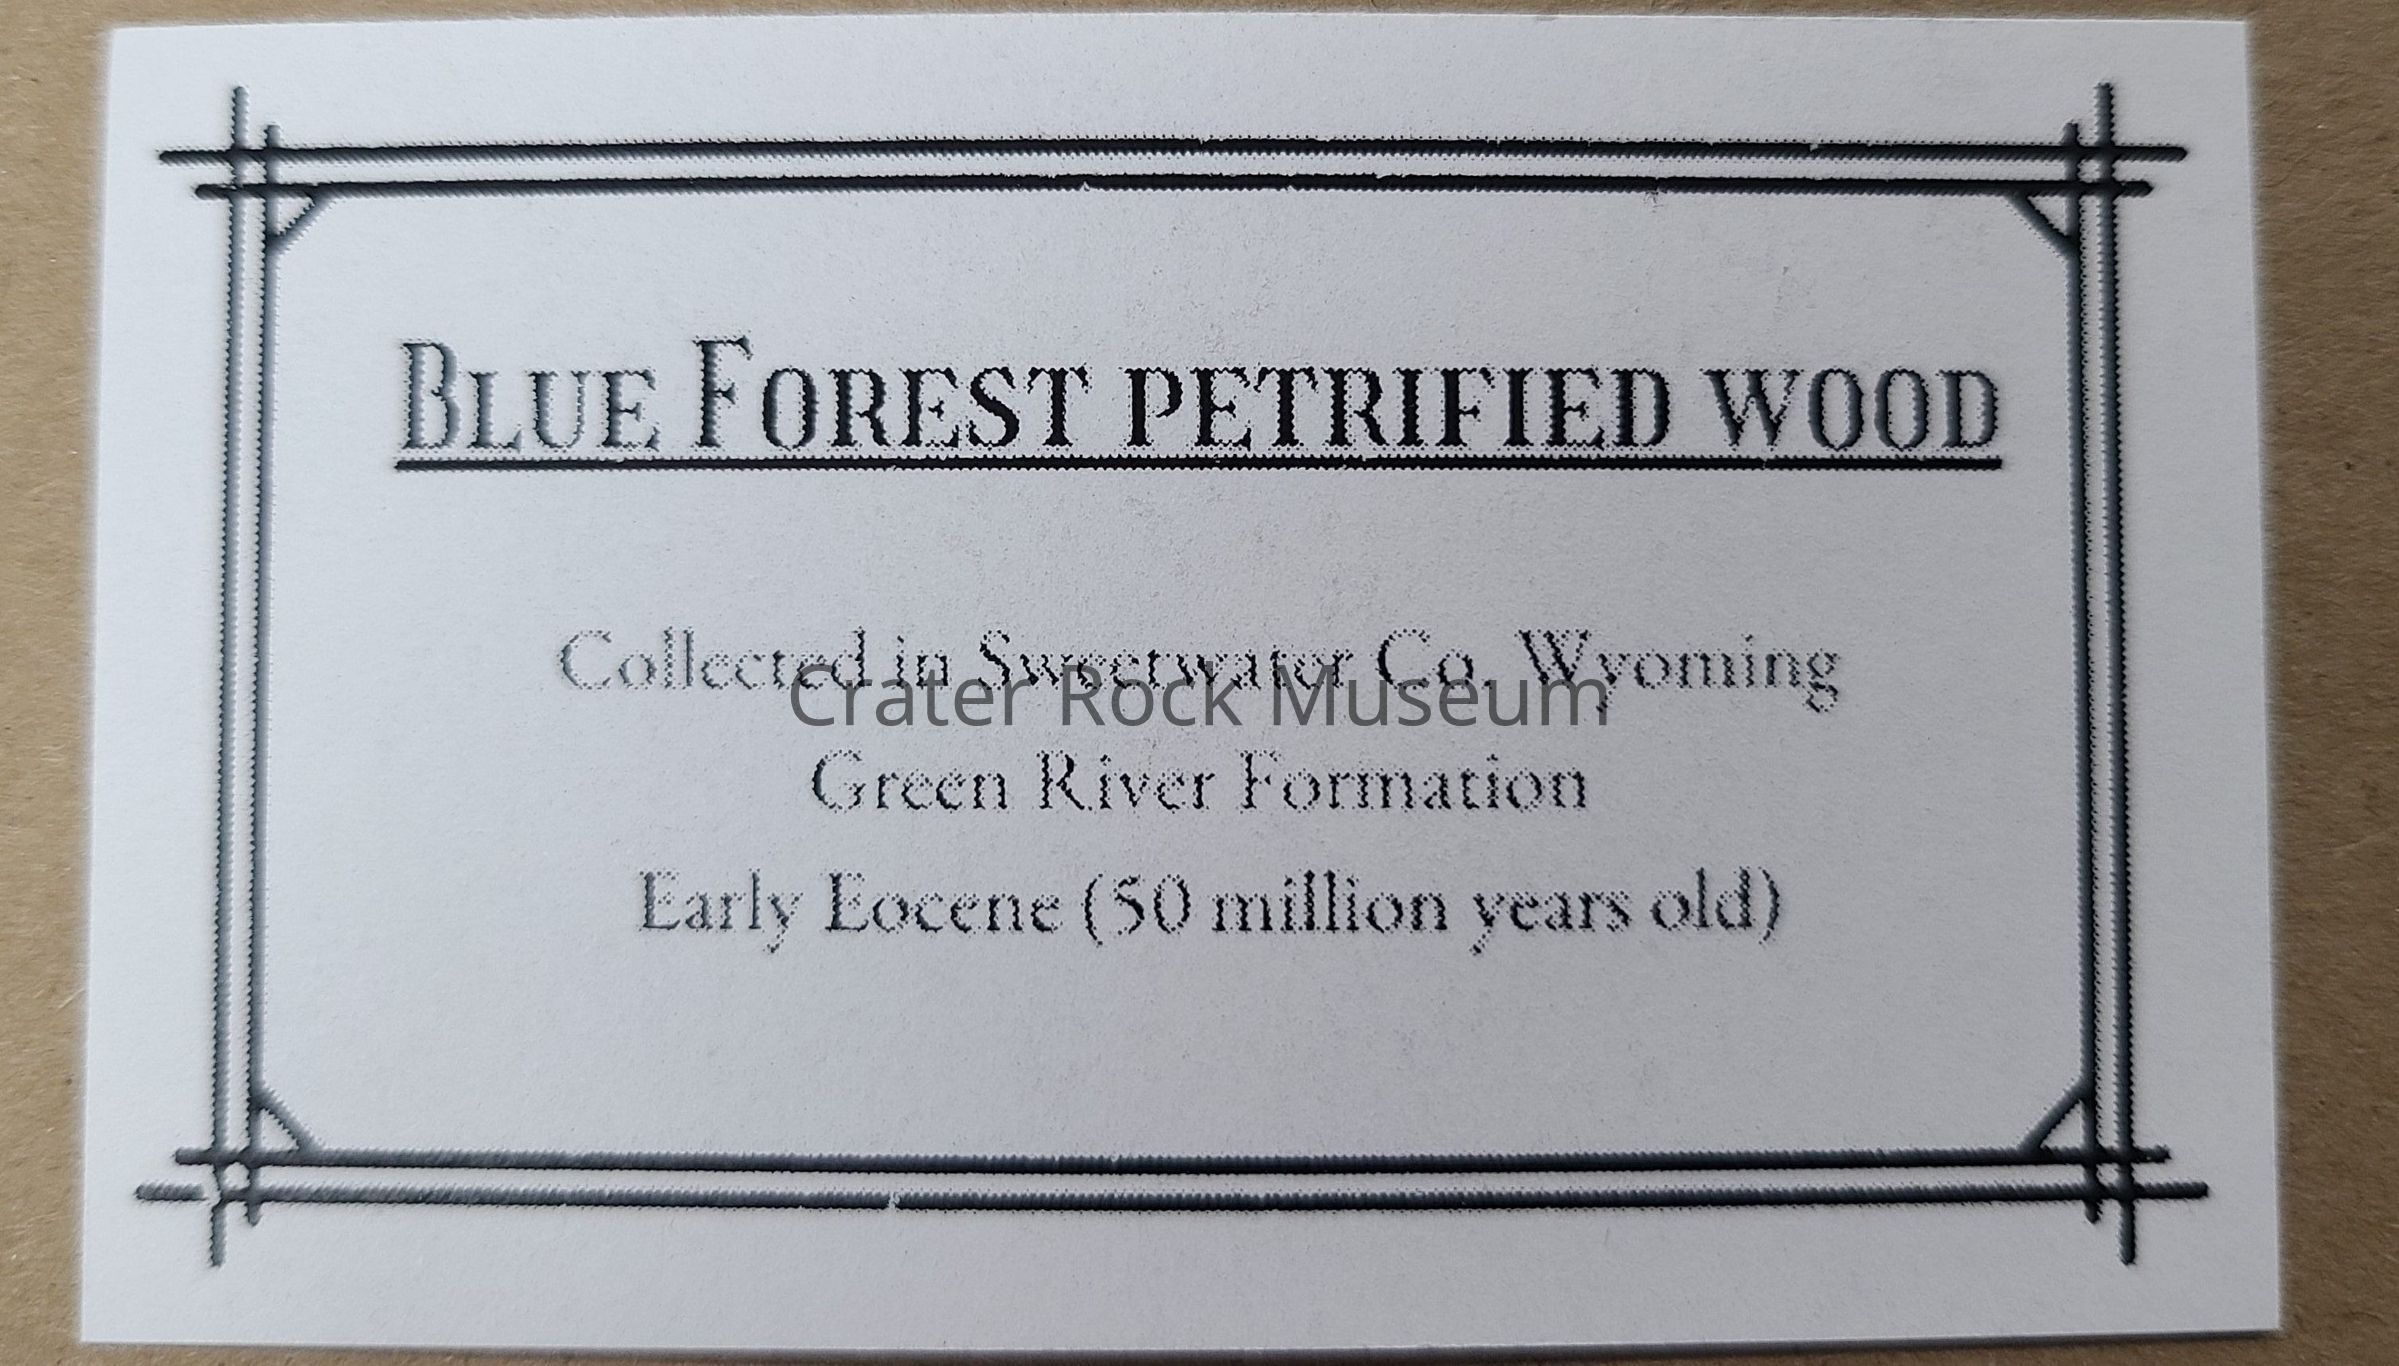 Blue Forest petrified wood
Collected in Sweetwater Co. Wyoming
Crater Rock Museum
Green River Formation
Early Eocene (50 million years old)